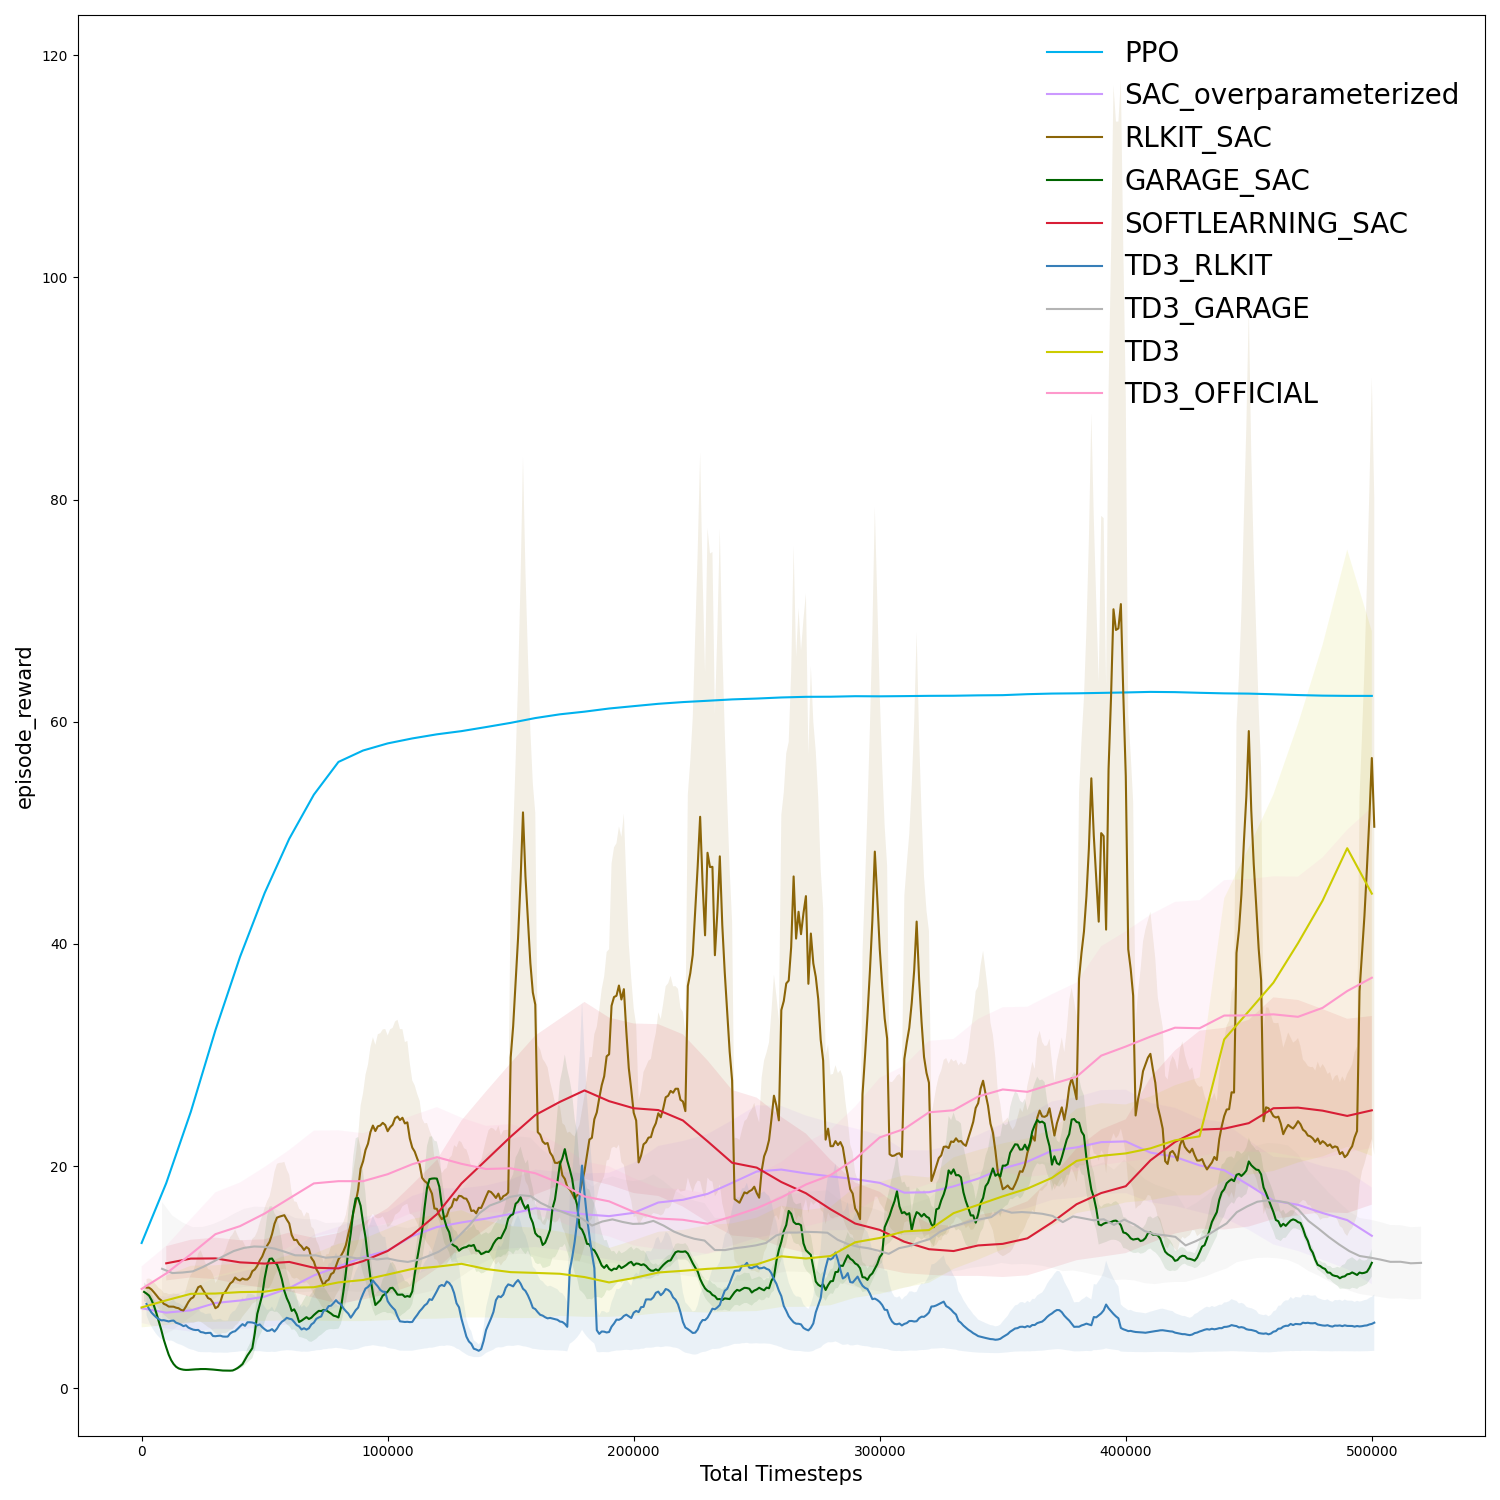 120
100
80
60
40
20
0
episode_reward
PPO
SAC_overparameterized
RLKIT_SAC
GARAGE_SAC
SOFTLEARNING_SAC
TD3_RLKIT
TD3_GARAGE
TD3
TD3_OFFICIAL
0 100000 200000 300000 400000 500000
Total Timesteps